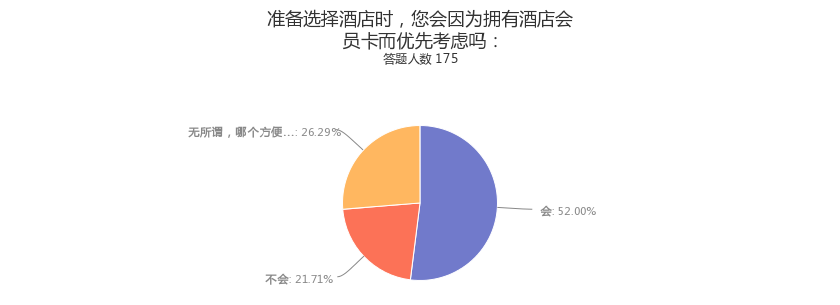 准备选择酒店时，您会因为拥有酒店会
员卡而优先考虑吗：
答题人数 175
无所谓，哪个方便...: 26.29%
会: 52.00%
不会: 21.71%